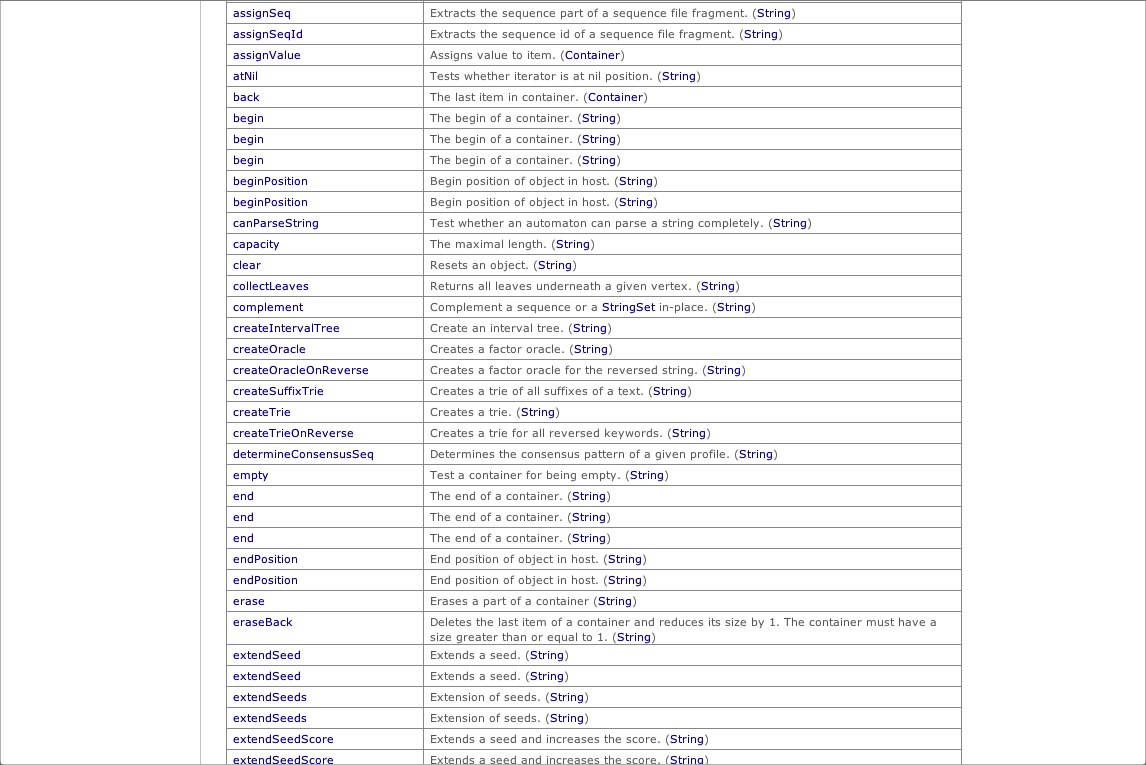 assignSeq Extracts the sequence part of a sequence file fragment. (String)
assignSeqId Extracts the sequence id of a sequence file fragment. (String)
assignValue Assigns value to item. (Container)
atNil Tests whether iterator is at nil position. (String)
back The last item in container. (Container)
begin The begin of a container. (String)
begin The begin of a container. (String)
begin The begin of a container. (String)
beginPosition Begin position of object in host. (String)
beginPosition Begin position of object in host. (String)
canParseString Test whether an automaton can parse a string completely. (String)
capacity The maximal length. (String)
clear Resets an object. (String)
collectLeaves Returns all leaves underneath a given vertex. (String)
complement Complement a sequence or a StringSet in-place. (String)
createIntervalTree Create an interval tree. (String)
createOracle Creates a factor oracle. (String)
createOracleOnReverse Creates a factor oracle for the reversed string. (String)
createSuffixTrie Creates a trie of all suffixes of a text. (String)
createTrie Creates a trie. (String)
createTrieOnReverse Creates a trie for all reversed keywords. (String)
determineConsensusSeq Determines the consensus pattern of a given profile. (String)
empty Test a container for being empty. (String)
end The end of a container. (String)
end The end of a container. (String)
end The end of a container. (String)
endPosition End position of object in host. (String)
endPosition End position of object in host. (String)
erase Erases a part of a container (String)
eraseBack Deletes the last item of a container and reduces its size by 1. The container must have a
size greater than or equal to 1. (String)
extendSeed Extends a seed. (String)
extendSeed Extends a seed. (String)
extendSeeds Extension of seeds. (String)
extendSeeds Extension of seeds. (String)
extendSeedScore Extends a seed and increases the score. (String)
extendSeedScore Extends a seed and increases the score. (String)